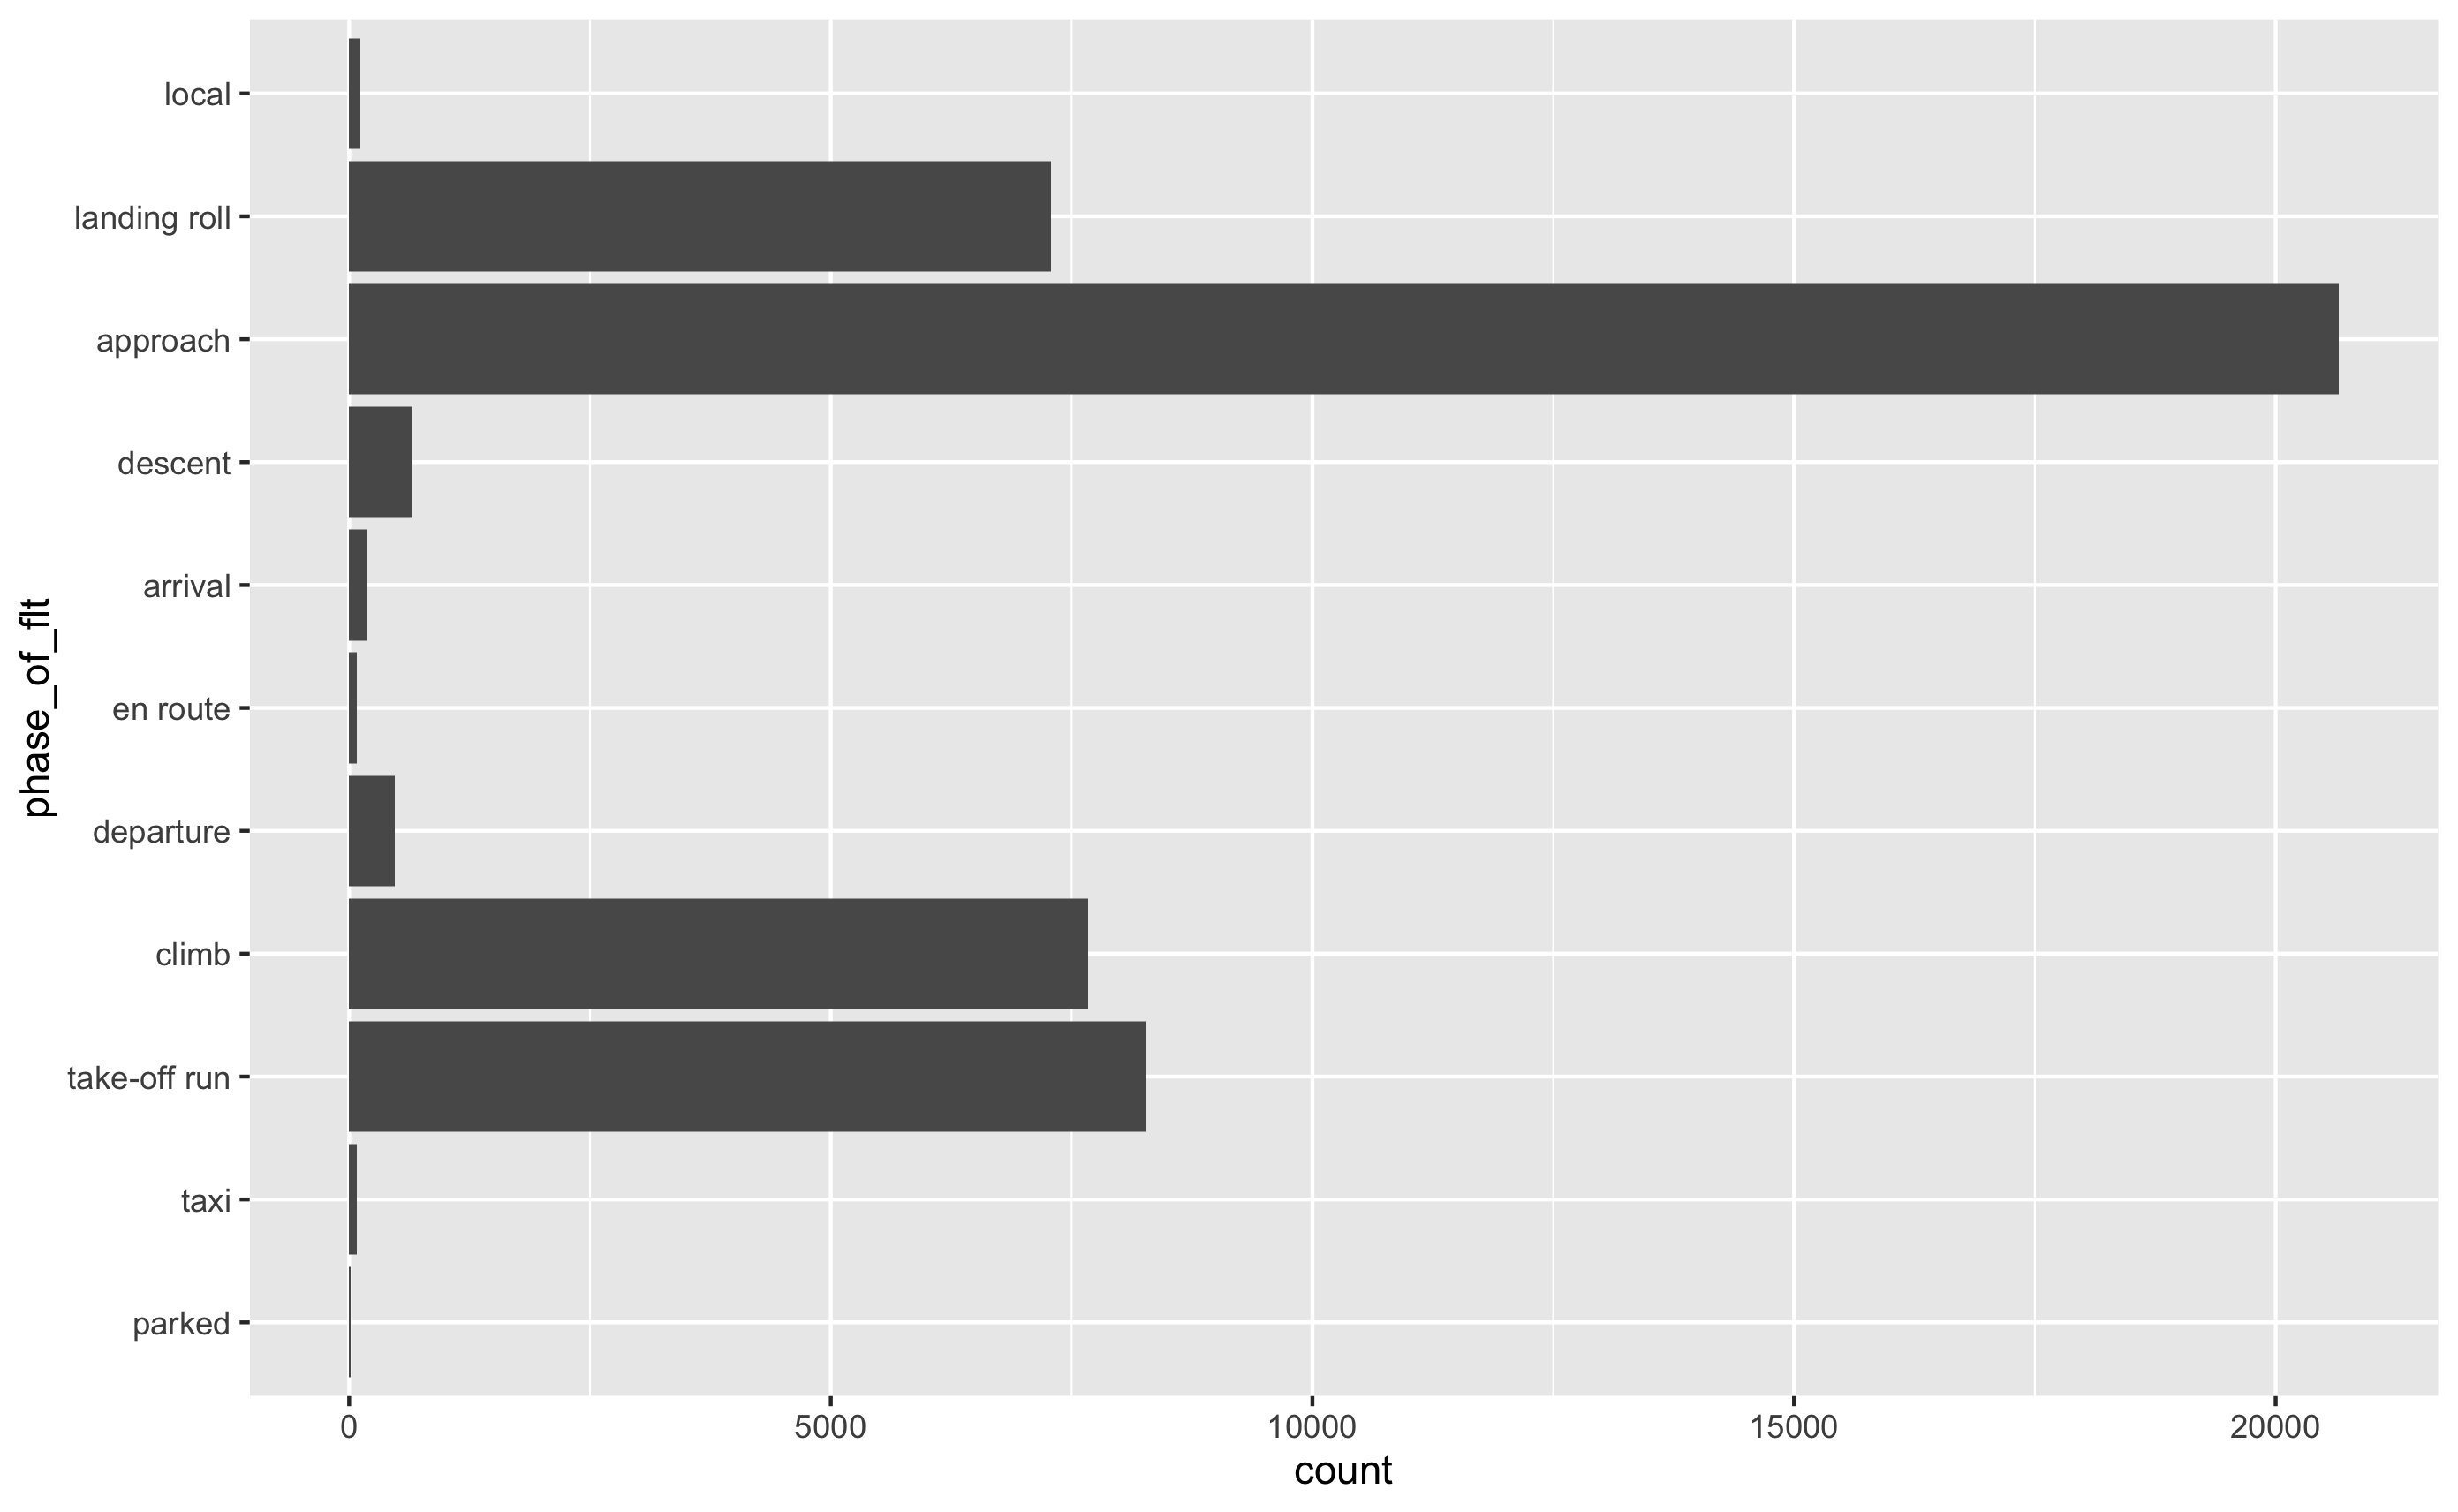 local
landing roll
approach
descent
arrival
en route
departure
climb
take-off run
taxi
parked
phase_of_flt
0 5000 10000 15000 20000
count